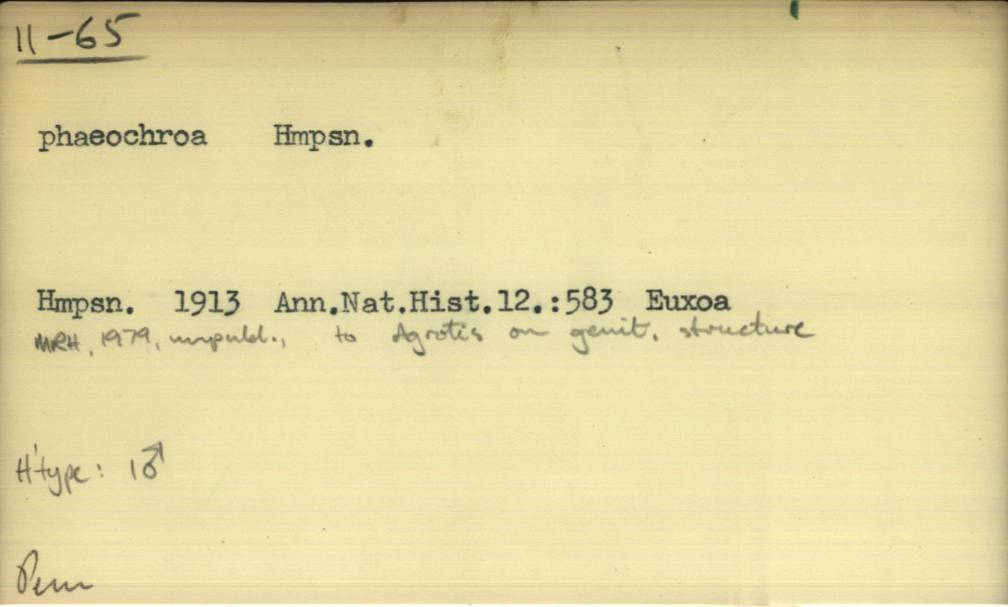 11-65
phaeochroa Hmpsn.
Hmpsn. 1913 Ann.Nat.Hist.12.:583 Euxoa
MRH, 1979, unpubl., to Agrotis on genit. structure
H'type: 1♂
Peru